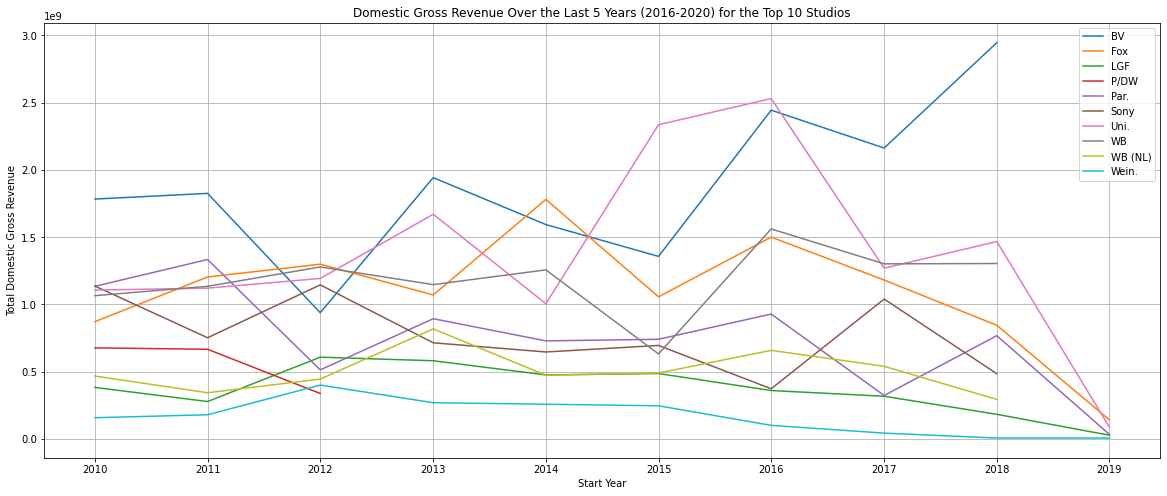 Domestic Gross Revenue Over the Last 5 Years (2016-2020) for the Top 10 Studios
1e9
3.0
2.5
2.0
1.5
1.0
0.5
0.0
Total Domestic Gross Revenue
2010 2011 2012 2013 2014 2015 2016 2017 2018 2019
Start Year
BV
Fox
LGF
P/DW
Par.
Sony
Uni.
WB
WB (NL)
Wein.